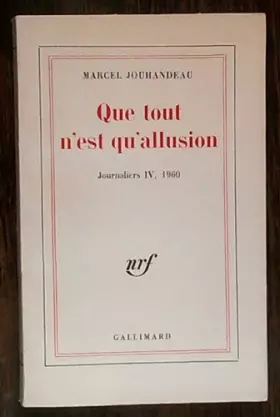 MARCEL JOUHANDEAU
Que tout
n'est qu'allusion
Journaliers IV, 1960
nrf
GALLIMARD